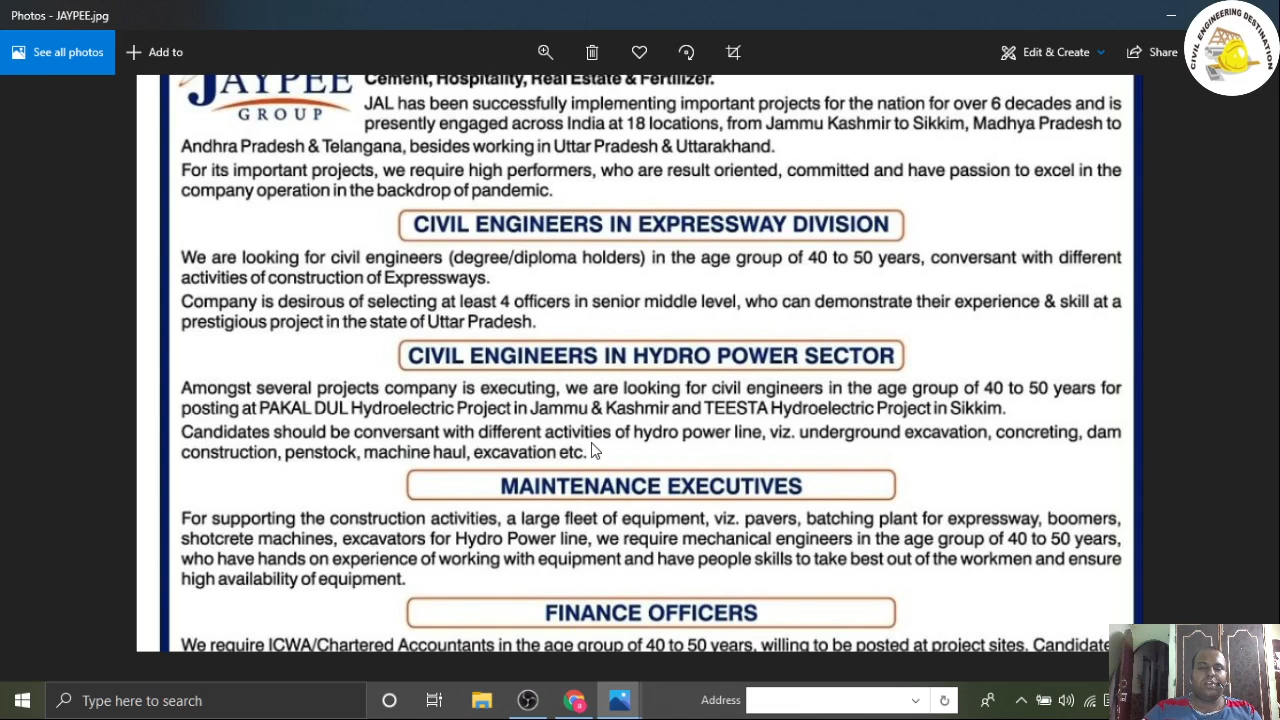 Photos - JAYPEE.jpg
See all photos
Add to
Edit & Create
Share
CIVIL ENGINEERING DESTINATION
JAYPEE
GROUP
Cement, Hospitality, Real Estate & Fertilizer.
JAL has been successfully implementing important projects for the nation for over 6 decades and is
presently engaged across India at 18 locations, from Jammu Kashmir to Sikkim, Madhya Pradesh to
Andhra Pradesh & Telangana, besides working in Uttar Pradesh & Uttarakhand.
For its important projects, we require high performers, who are result oriented, committed and have passion to excel in the
company operation in the backdrop of pandemic.
CIVIL ENGINEERS IN EXPRESSWAY DIVISION
We are looking for civil engineers (degree/diploma holders) in the age group of 40 to 50 years, conversant with different
activities of construction of Expressways.
Company is desirous of selecting at least 4 officers in senior middle level, who can demonstrate their experience & skill at a
prestigious project in the state of Uttar Pradesh.
CIVIL ENGINEERS IN HYDRO POWER SECTOR
Amongst several projects company is executing, we are looking for civil engineers in the age group of 40 to 50 years for
posting at PAKAL DUL Hydroelectric Project in Jammu & Kashmir and TEESTA Hydroelectric Project in Sikkim.
Candidates should be conversant with different activities of hydro power line, viz. underground excavation, concreting, dam
construction, penstock, machine haul, excavation etc.
MAINTENANCE EXECUTIVES
For supporting the construction activities, a large fleet of equipment, viz. pavers, batching plant for expressway, boomers,
shotcrete machines, excavators for Hydro Power line, we require mechanical engineers in the age group of 40 to 50 years,
who have hands on experience of working with equipment and have people skills to take best out of the workmen and ensure
high availability of equipment.
FINANCE OFFICERS
We require ICWA/Chartered Accountants in the age group of 40 to 50 years, willing to be posted at project sites. Candidate
Type here to search
Address